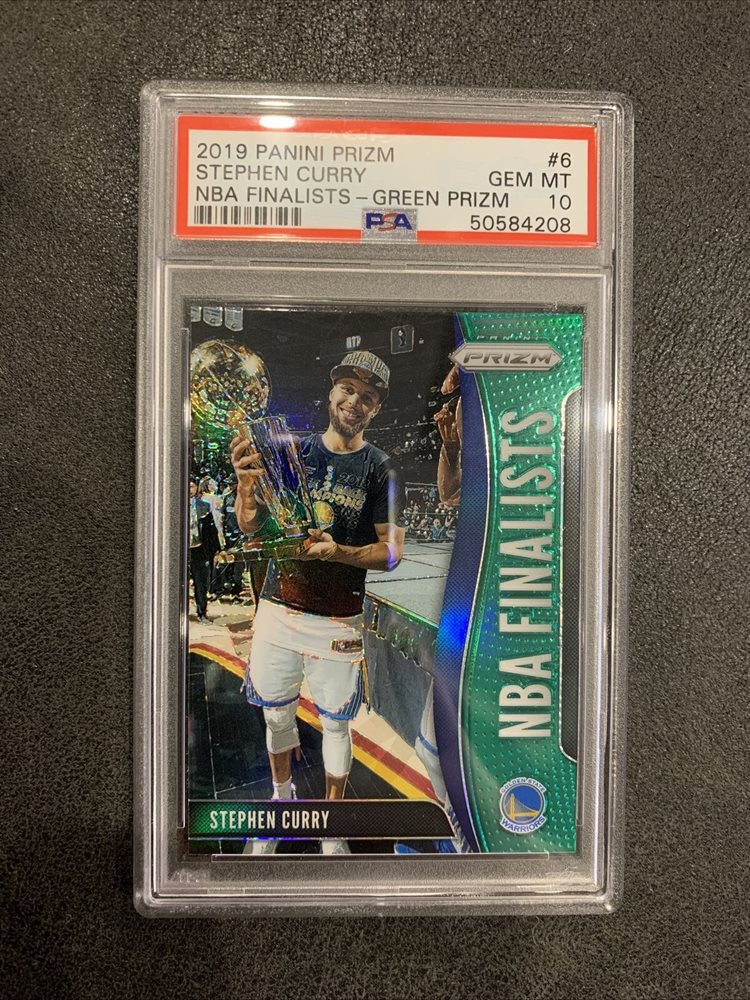 2019 PANINI PRIZM #6
STEPHEN CURRY GEM MT
NBA FINALISTS - GREEN PRIZM 10
PSA 50584208
PRIZM
NBA FINALISTS
GOLDEN STATE
WARRIORS
STEPHEN CURRY